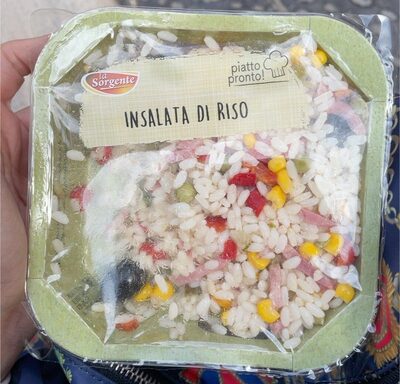 la
Sorgente
piatto
pronto!
INSALATA DI RISO